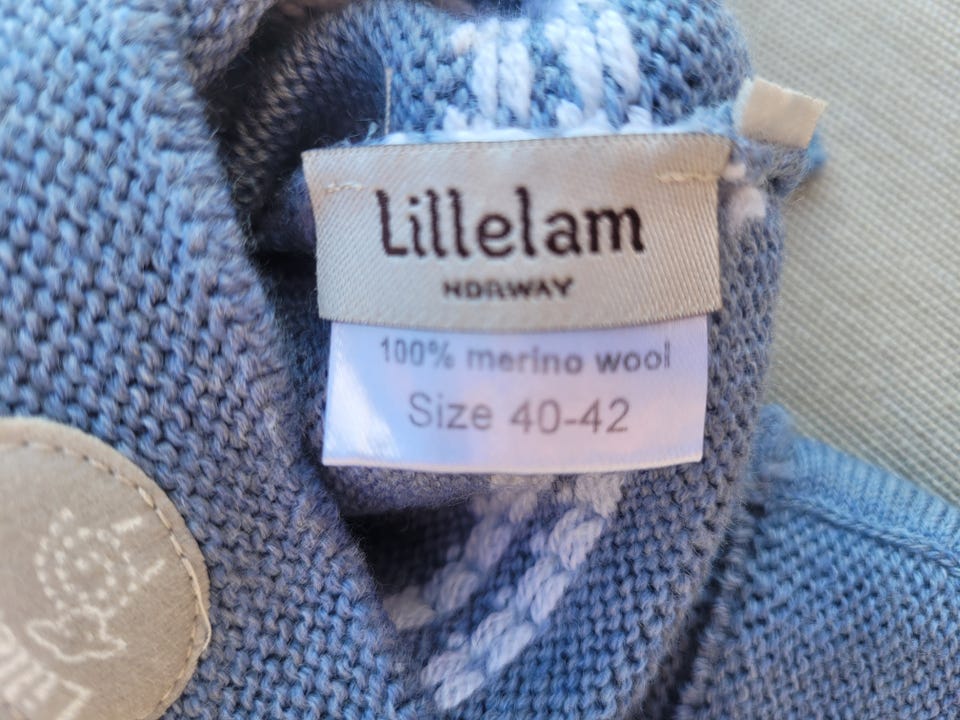 Lillelam
NORWAY
100% merino wool
Size 40-42